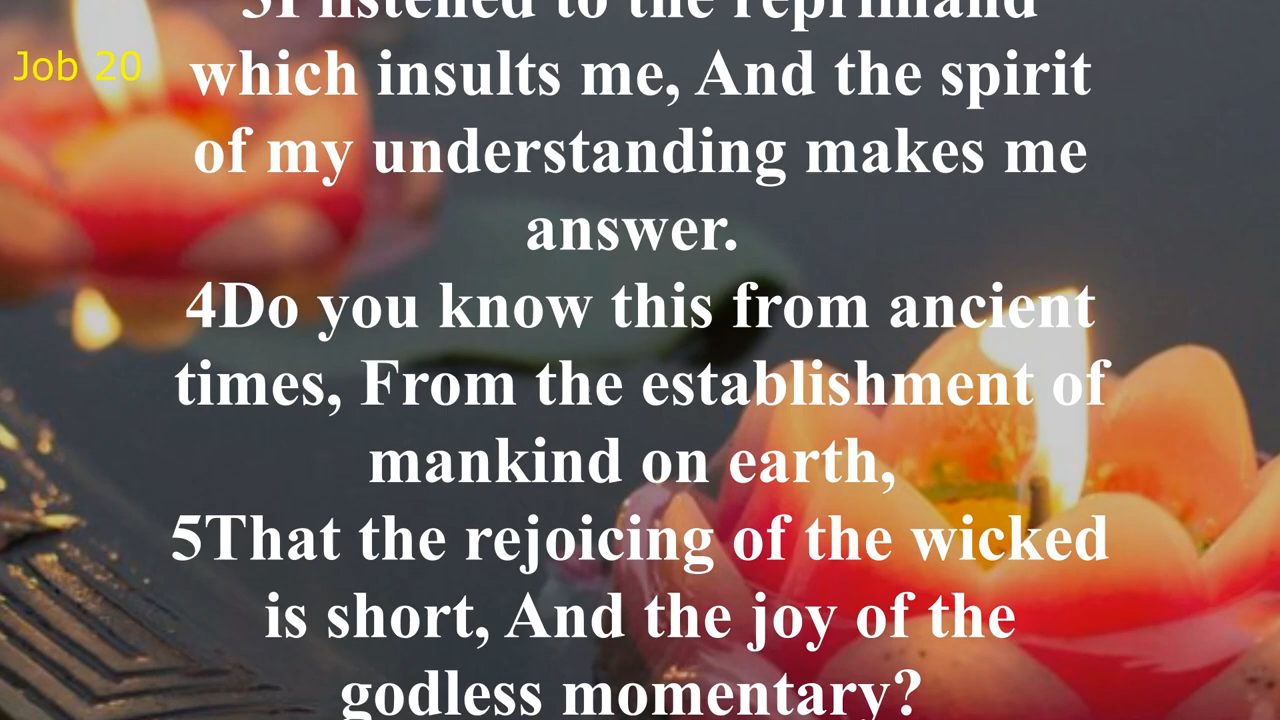 3I listened to the reprimand
Job 20
which insults me, And the spirit
of my understanding makes me
answer.
4Do you know this from ancient
times, From the establishment of
mankind on earth,
5That the rejoicing of the wicked
is short, And the joy of the
godless momentary?